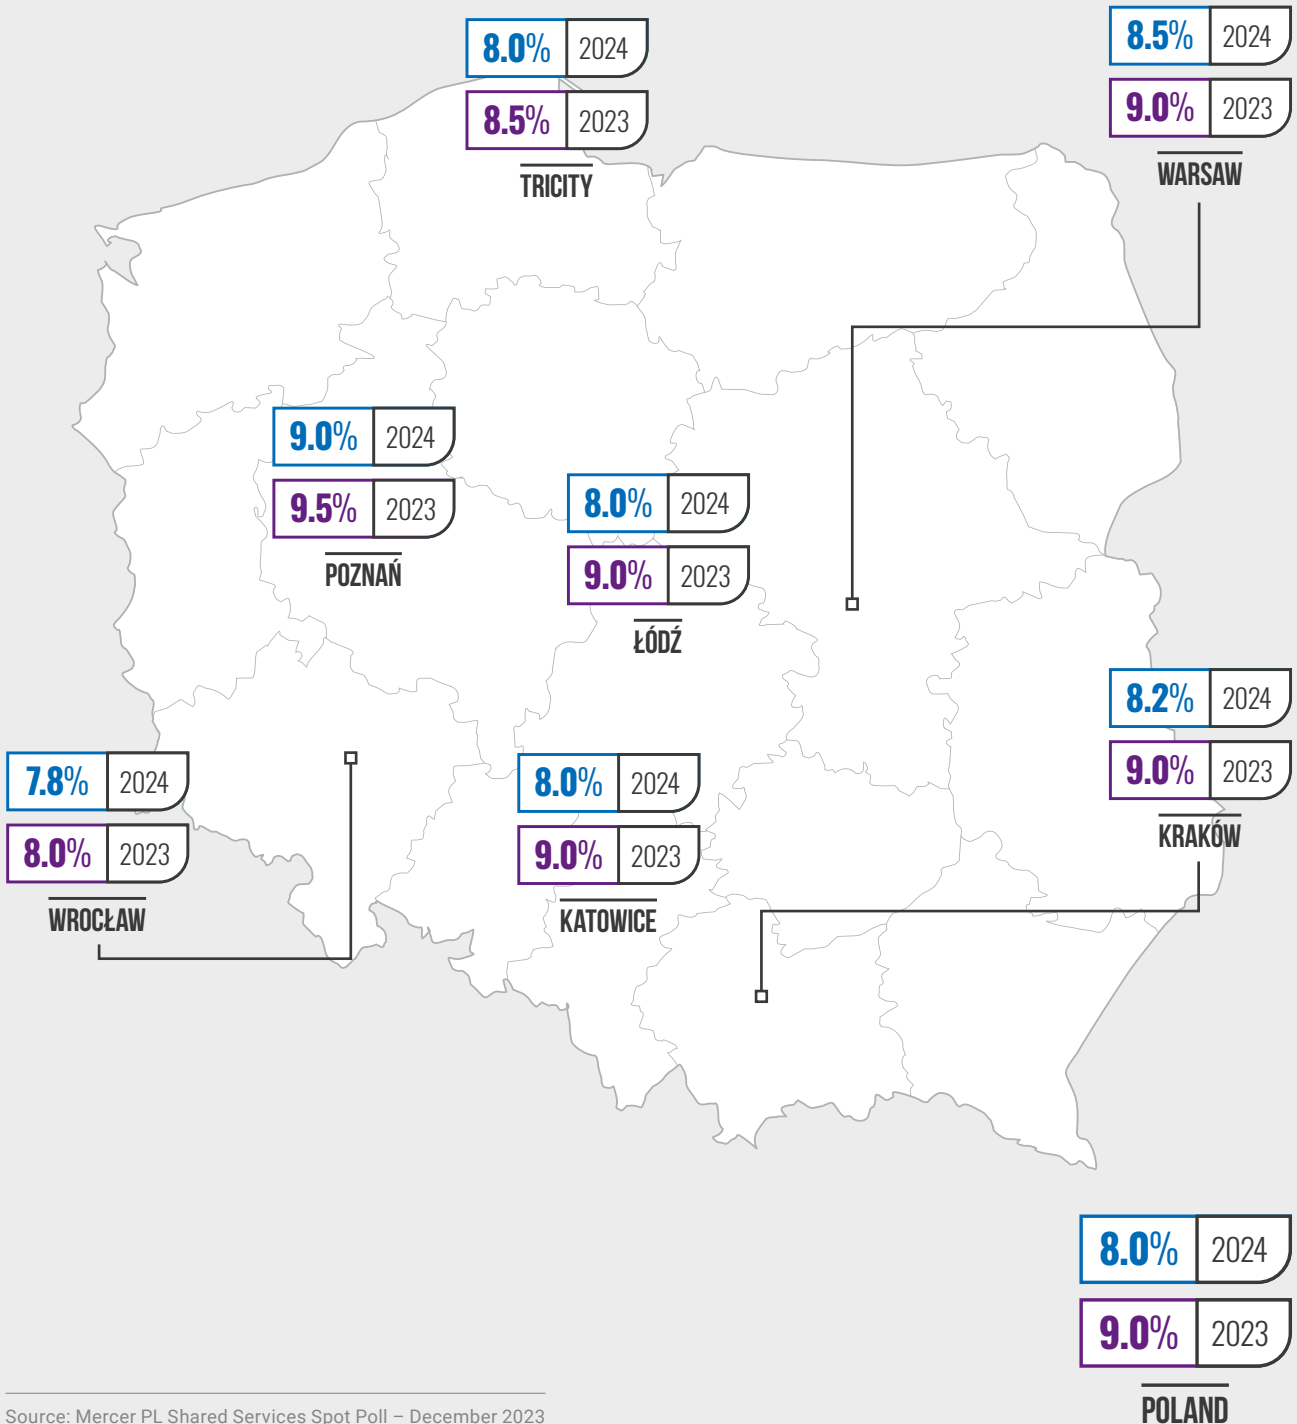 8.0% 2024
8.5% 2023
TRICITY
8.5% 2024
9.0% 2023
WARSAW
9.0% 2024
9.5% 2023
POZNAŃ
8.0% 2024
9.0% 2023
ŁÓDŹ
8.2% 2024
9.0% 2023
KRAKÓW
7.8% 2024
8.0% 2023
WROCŁAW
8.0% 2024
9.0% 2023
KATOWICE
8.0% 2024
9.0% 2023
POLAND
Source: Mercer PL Shared Services Spot Poll – December 2023